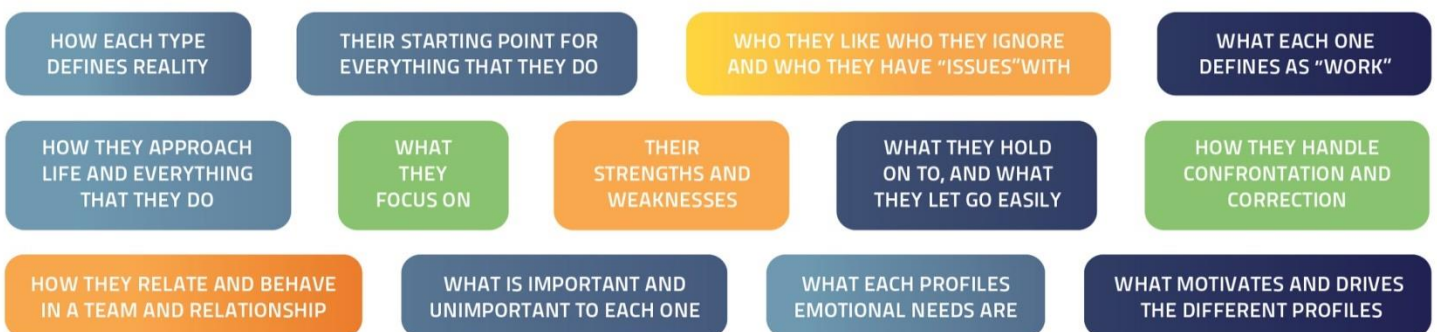 HOW EACH TYPE
DEFINES REALITY
THEIR STARTING POINT FOR
EVERYTHING THAT THEY DO
WHO THEY LIKE WHO THEY IGNORE
AND WHO THEY HAVE “ISSUES”WITH
WHAT EACH ONE
DEFINES AS “WORK”
HOW THEY APPROACH
LIFE AND EVERYTHING
THAT THEY DO
WHAT
THEY
FOCUS ON
THEIR
STRENGTHS AND
WEAKNESSES
WHAT THEY HOLD
ON TO, AND WHAT
THEY LET GO EASILY
HOW THEY HANDLE
CONFRONTATION AND
CORRECTION
HOW THEY RELATE AND BEHAVE
IN A TEAM AND RELATIONSHIP
WHAT IS IMPORTANT AND
UNIMPORTANT TO EACH ONE
WHAT EACH PROFILES
EMOTIONAL NEEDS ARE
WHAT MOTIVATES AND DRIVES
THE DIFFERENT PROFILES